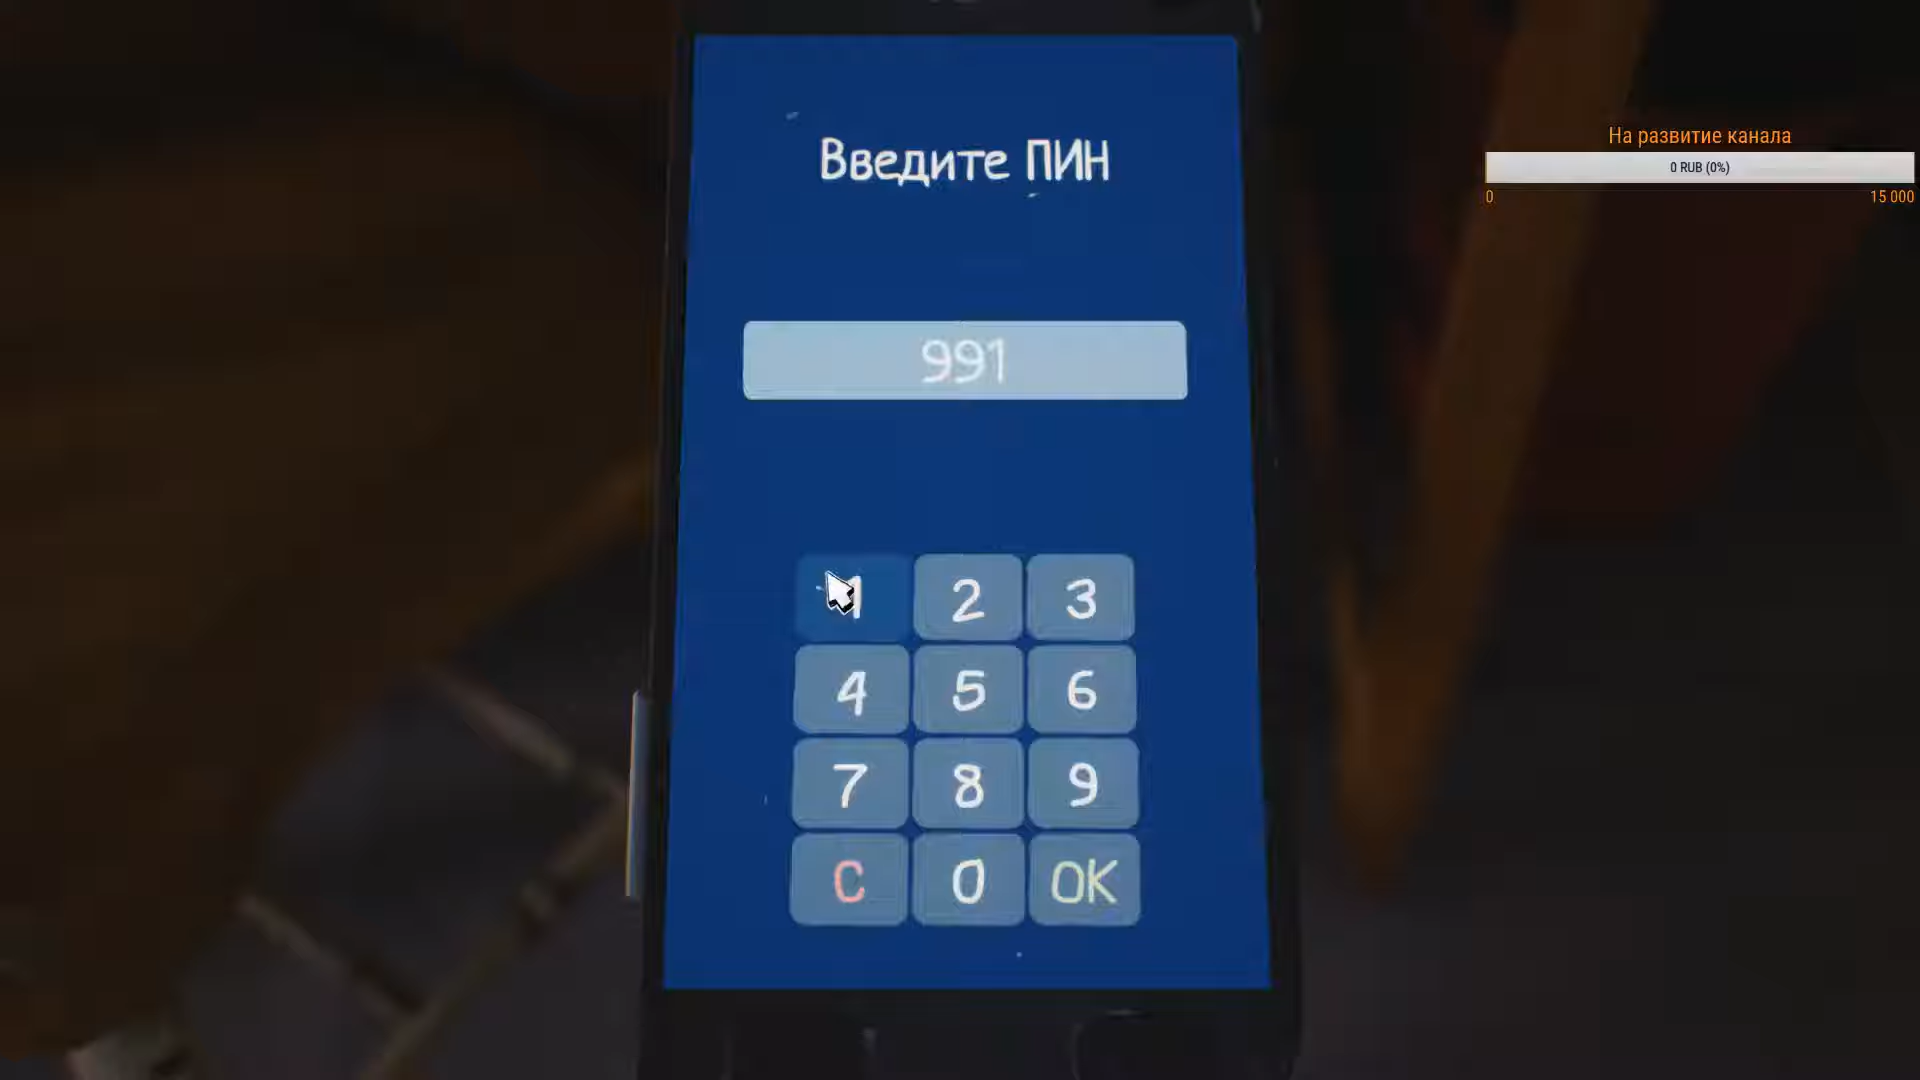 Введите ПИН
991
1 2 3
4 5 6
7 8 9
C 0 OK
На развитие канала
0 RUB (0%)
0 15 000